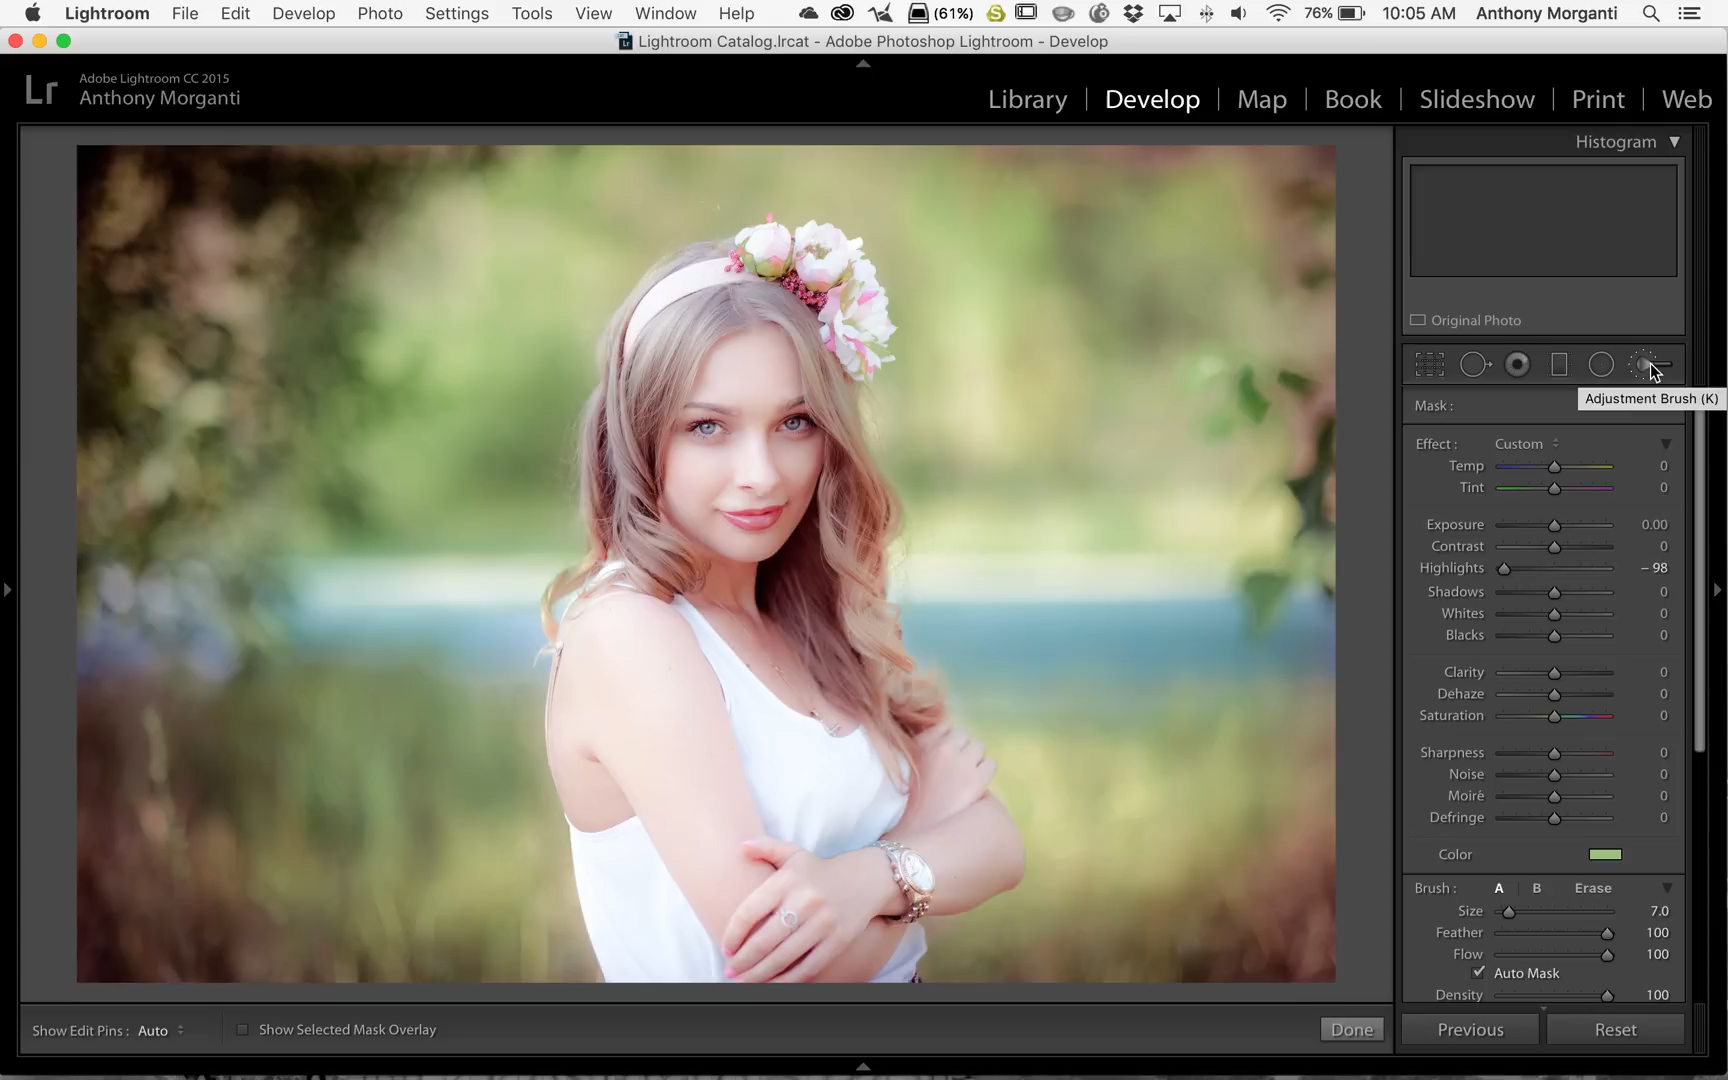 Lightroom File Edit Develop Photo Settings Tools View Window Help (61%) 76% 10:05 AM Anthony Morganti
Lightroom Catalog.lrcat - Adobe Photoshop Lightroom - Develop
Lr
Adobe Lightroom CC 2015
Anthony Morganti
Library | Develop | Map | Book | Slideshow | Print | Web
Histogram
Original Photo
Adjustment Brush (K)
Mask :
Effect : Custom
Temp 0
Tint 0
Exposure 0.00
Contrast 0
Highlights – 98
Shadows 0
Whites 0
Blacks 0
Clarity 0
Dehaze 0
Saturation 0
Sharpness 0
Noise 0
Moiré 0
Defringe 0
Color
Brush : A B Erase
Size 7.0
Feather 100
Flow 100
Auto Mask
Density 100
Show Edit Pins : Auto Show Selected Mask Overlay Done Previous Reset